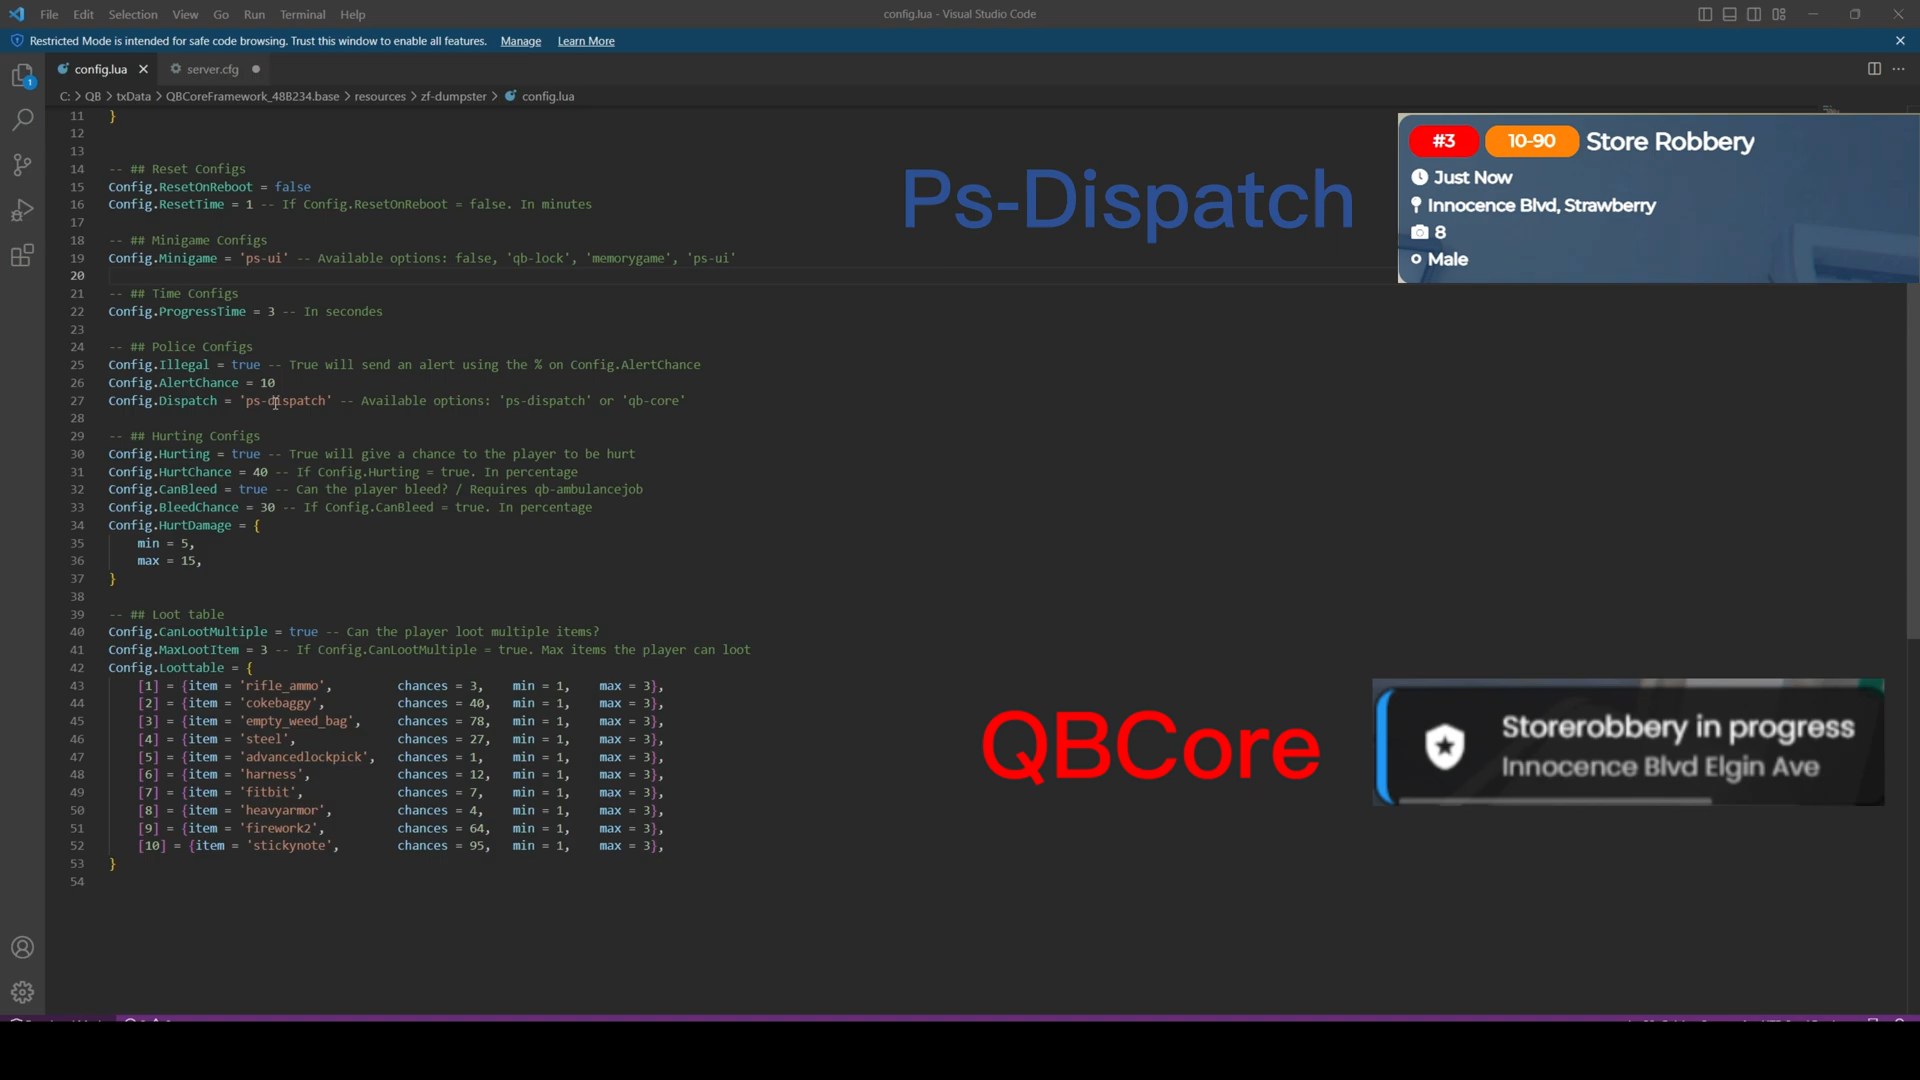 File Edit Selection View Go Run Terminal Help
config.lua - Visual Studio Code
Restricted Mode is intended for safe code browsing. Trust this window to enable all features. Manage Learn More
config.lua server.cfg
C: > QB > txData > QBCoreFramework_48B234.base > resources > zf-dumpster > config.lua
1
11 }
12
13
14 -- ## Reset Configs
15 Config.ResetOnReboot = false
16 Config.ResetTime = 1 -- If Config.ResetOnReboot = false. In minutes
17
18 -- ## Minigame Configs
19 Config.Minigame = 'ps-ui' -- Available options: false, 'qb-lock', 'memorygame', 'ps-ui'
20
21 -- ## Time Configs
22 Config.ProgressTime = 3 -- In secondes
23
24 -- ## Police Configs
25 Config.Illegal = true -- True will send an alert using the % on Config.AlertChance
26 Config.AlertChance = 10
27 Config.Dispatch = 'ps-dispatch' -- Available options: 'ps-dispatch' or 'qb-core'
28
29 -- ## Hurting Configs
30 Config.Hurting = true -- True will give a chance to the player to be hurt
31 Config.HurtChance = 40 -- If Config.Hurting = true. In percentage
32 Config.CanBleed = true -- Can the player bleed? / Requires qb-ambulancejob
33 Config.BleedChance = 30 -- If Config.CanBleed = true. In percentage
34 Config.HurtDamage = {
35 min = 5,
36 max = 15,
37 }
38
39 -- ## Loot table
40 Config.CanLootMultiple = true -- Can the player loot multiple items?
41 Config.MaxLootItem = 3 -- If Config.CanLootMultiple = true. Max items the player can loot
42 Config.Loottable = {
43 [1] = {item = 'rifle_ammo', chances = 3, min = 1, max = 3},
44 [2] = {item = 'cokebaggy', chances = 40, min = 1, max = 3},
45 [3] = {item = 'empty_weed_bag', chances = 78, min = 1, max = 3},
46 [4] = {item = 'steel', chances = 27, min = 1, max = 3},
47 [5] = {item = 'advancedlockpick', chances = 1, min = 1, max = 3},
48 [6] = {item = 'harness', chances = 12, min = 1, max = 3},
49 [7] = {item = 'fitbit', chances = 7, min = 1, max = 3},
50 [8] = {item = 'heavyarmor', chances = 4, min = 1, max = 3},
51 [9] = {item = 'firework2', chances = 64, min = 1, max = 3},
52 [10] = {item = 'stickynote', chances = 95, min = 1, max = 3},
53 }
54
Ps-Dispatch
#3 10-90 Store Robbery
Just Now
Innocence Blvd, Strawberry
8
Male
QBCore
Storerobbery in progress
Innocence Blvd Elgin Ave